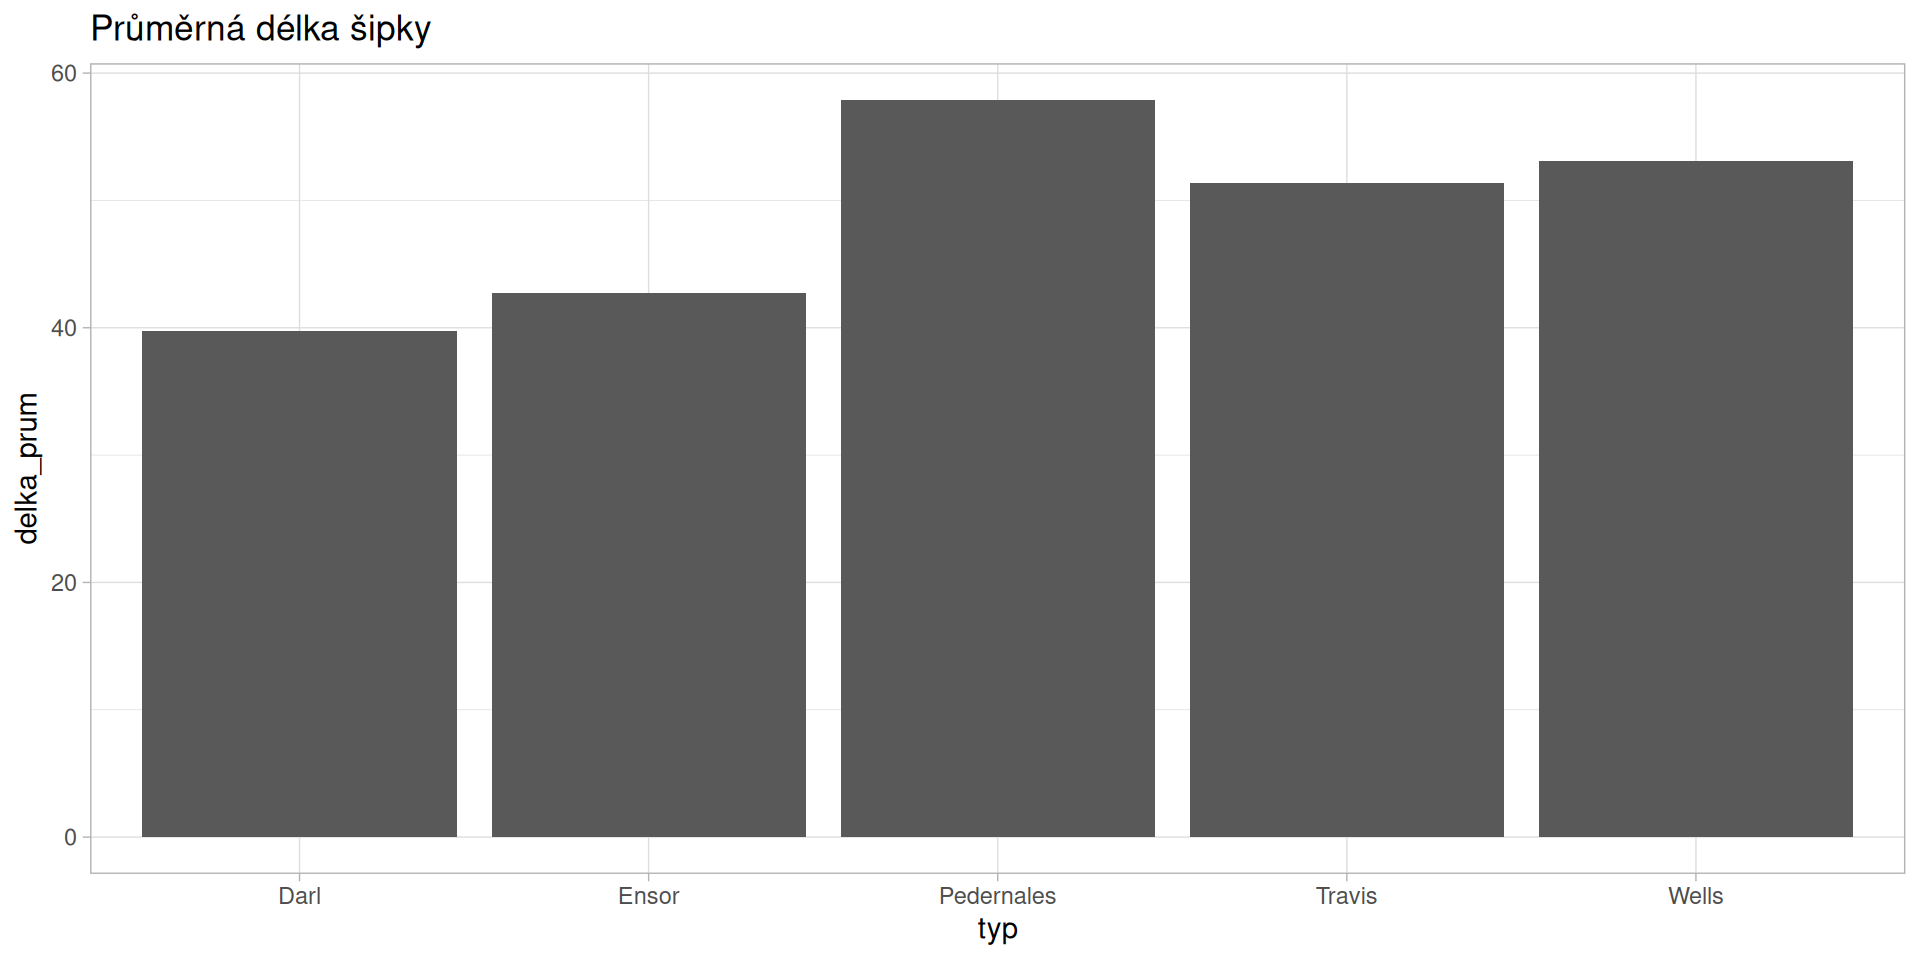 Průměrná délka šipky
60
40
20
0
delka_prum
Darl
Ensor
Pedernales
Travis
Wells
typ